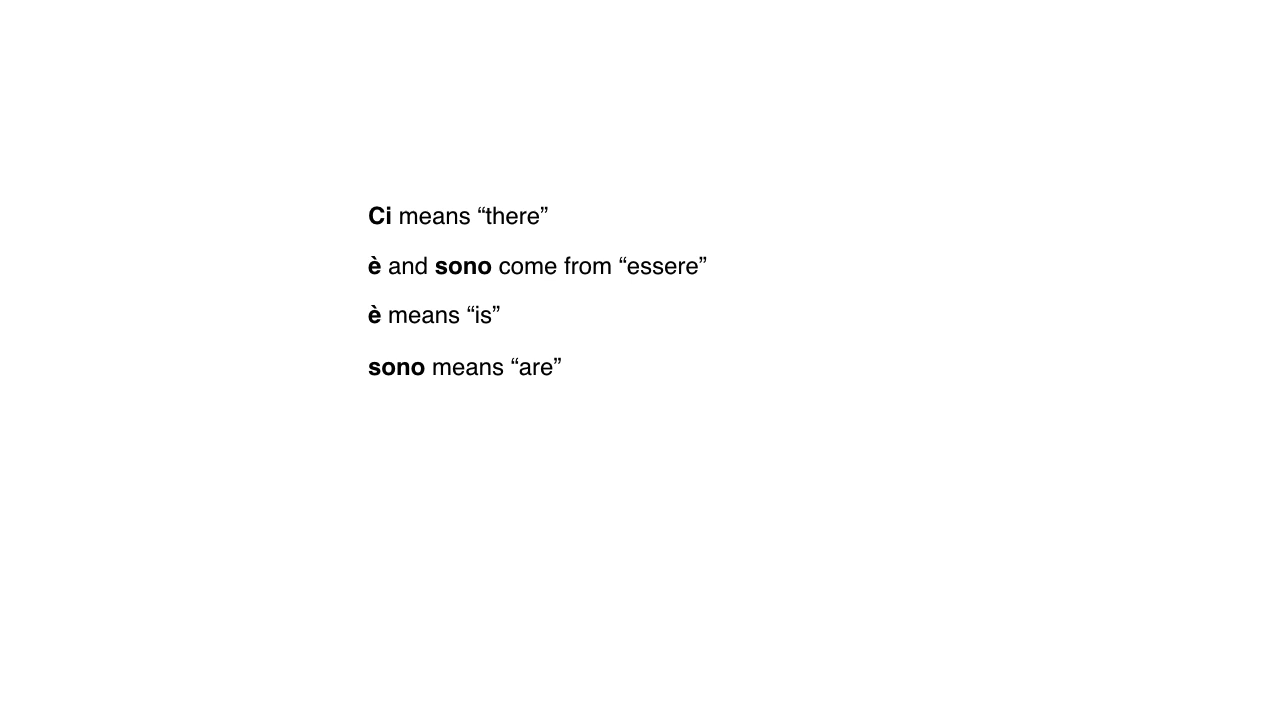 Ci means “there”
è and sono come from “essere”
è means “is”
sono means “are”